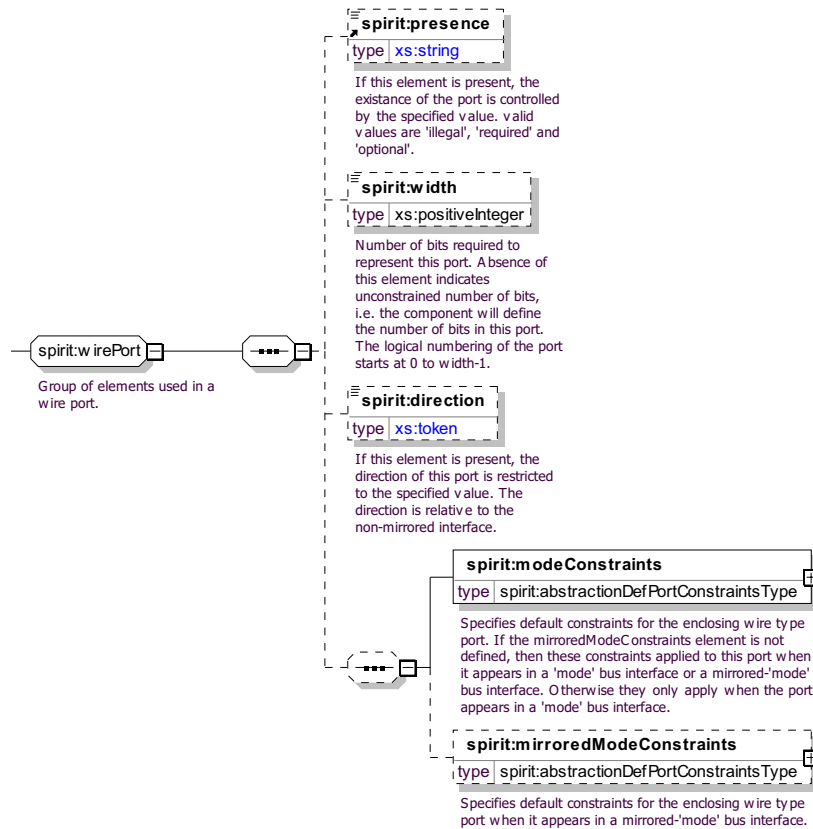 spirit:presence
type xs:string
If this element is present, the
existance of the port is controlled
by the specified value. valid
values are 'illegal', 'required' and
'optional'.
spirit:width
type xs:positiveInteger
Number of bits required to
represent this port. Absence of
this element indicates
unconstrained number of bits,
i.e. the component will define
the number of bits in this port.
The logical numbering of the port
starts at 0 to width-1.
spirit:wirePort
Group of elements used in a
wire port.
spirit:direction
type xs:token
If this element is present, the
direction of this port is restricted
to the specified value. The
direction is relative to the
non-mirrored interface.
spirit:modeConstraints
type spirit:abstractionDefPortConstraintsType
Specifies default constraints for the enclosing wire type
port. If the mirroredModeConstraints element is not
defined, then these constraints applied to this port when
it appears in a 'mode' bus interface or a mirrored-'mode'
bus interface. Otherwise they only apply when the port
appears in a 'mode' bus interface.
spirit:mirroredModeConstraints
type spirit:abstractionDefPortConstraintsType
Specifies default constraints for the enclosing wire type
port when it appears in a mirrored-'mode' bus interface.